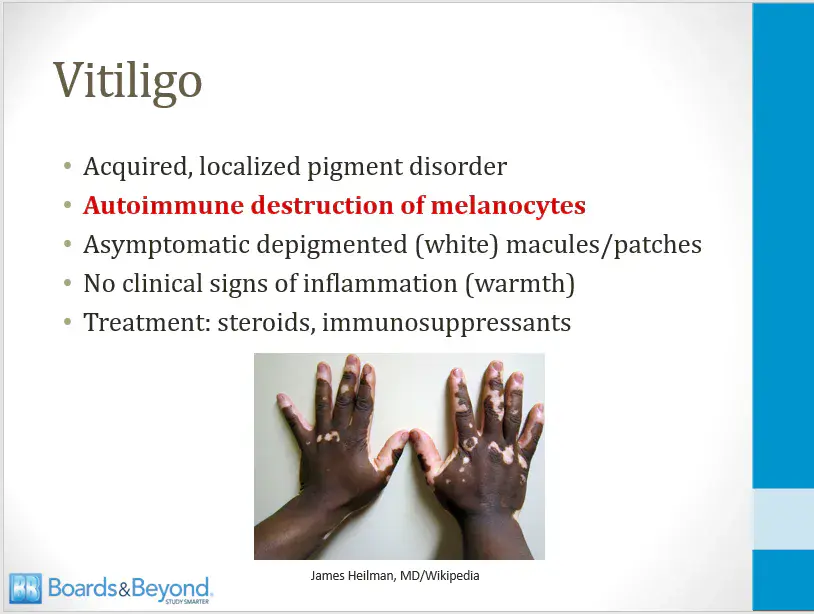 Vitiligo
• Acquired, localized pigment disorder
• Autoimmune destruction of melanocytes
• Asymptomatic depigmented (white) macules/patches
• No clinical signs of inflammation (warmth)
• Treatment: steroids, immunosuppressants
James Heilman, MD/Wikipedia
BB Boards&Beyond.
STUDY SMARTER